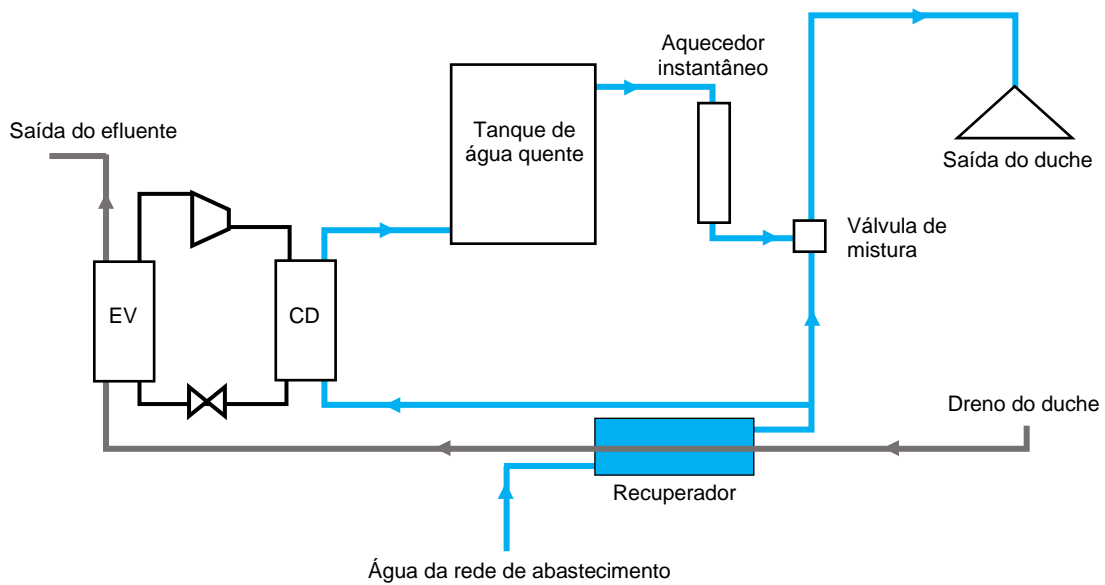 Aquecedor
instantâneo
Saída do efluente
Tanque de
água quente
Saída do duche
Válvula de
mistura
EV
CD
Dreno do duche
Recuperador
Água da rede de abastecimento